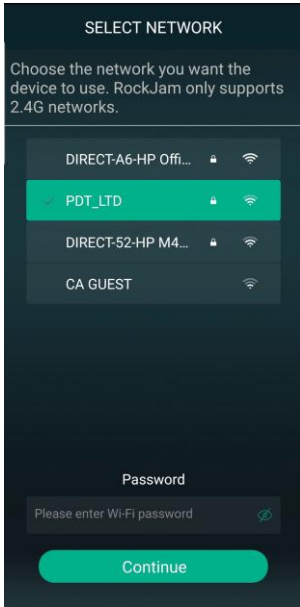 SELECT NETWORK
Choose the network you want the
device to use. RockJam only supports
2.4G networks.
DIRECT-A6-HP Offi...
PDT_LTD
DIRECT-52-HP M4...
CA GUEST
Password
Please enter Wi-Fi password
Continue